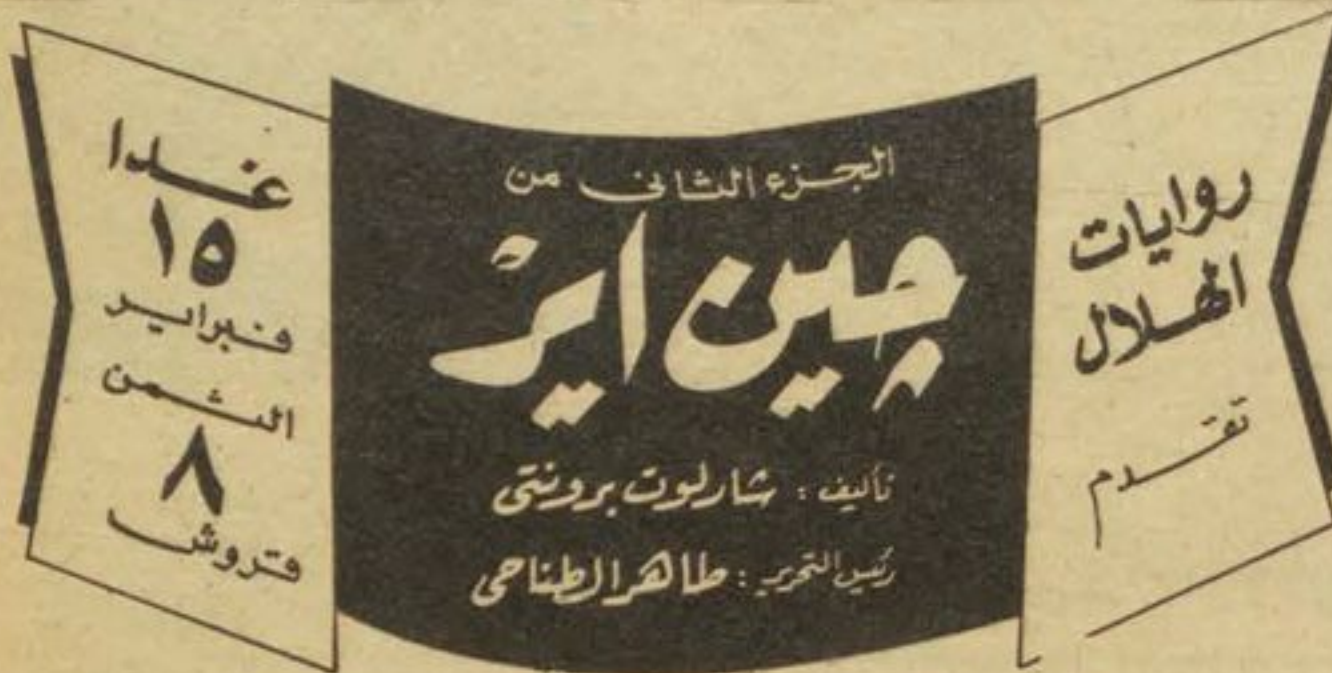 روايات
الهلال
تقدم
الجزء الثانى من
چين اير
تأليف : شارلوت برونتى
رئيس التحرير : طاهر الطناحى
غدا
١٥
فبراير
الثمن
٨
قروش